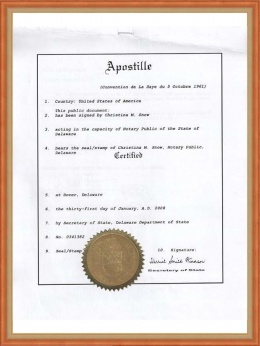 Apostille
(Convention de La Haye du 5 Octobre 1961)
1. Country: United States of America
This public document:
2. has been signed by Christina M. Snow
3. acting in the capacity of Notary Public of the State of
Delaware
4. bears the Seal/stamp of Christina M. Snow, Notary Public,
Delaware
Certified
5. at Dover, Delaware
6. the thirty-first day of January, A.D. 2008
7. by Secretary of State, Delaware Department of State
8. No. 0341382
9. Seal/Stamp
10 Signature:
Harriet Smith Windsor
Secretary of State